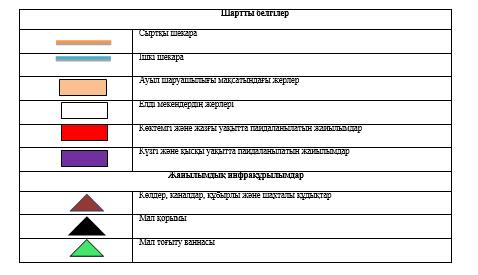 Шартты белгілер
Сыртқы шекара
Ішкі шекара
Ауыл шаруашылығы мақсатындағы жерлер
Елді мекендердің жерлері
Көктемгі және жазғы уақытта пайдаланылатын жайылымдар
Күзгі және қысқы уақытта пайдаланылатын жайылымдар
Жайылымдық инфрақұрылымдар
Көлдер, каналдар, құбырлы және шахталы құдықтар
Мал қорымы
Мал тоғыту ваннасы